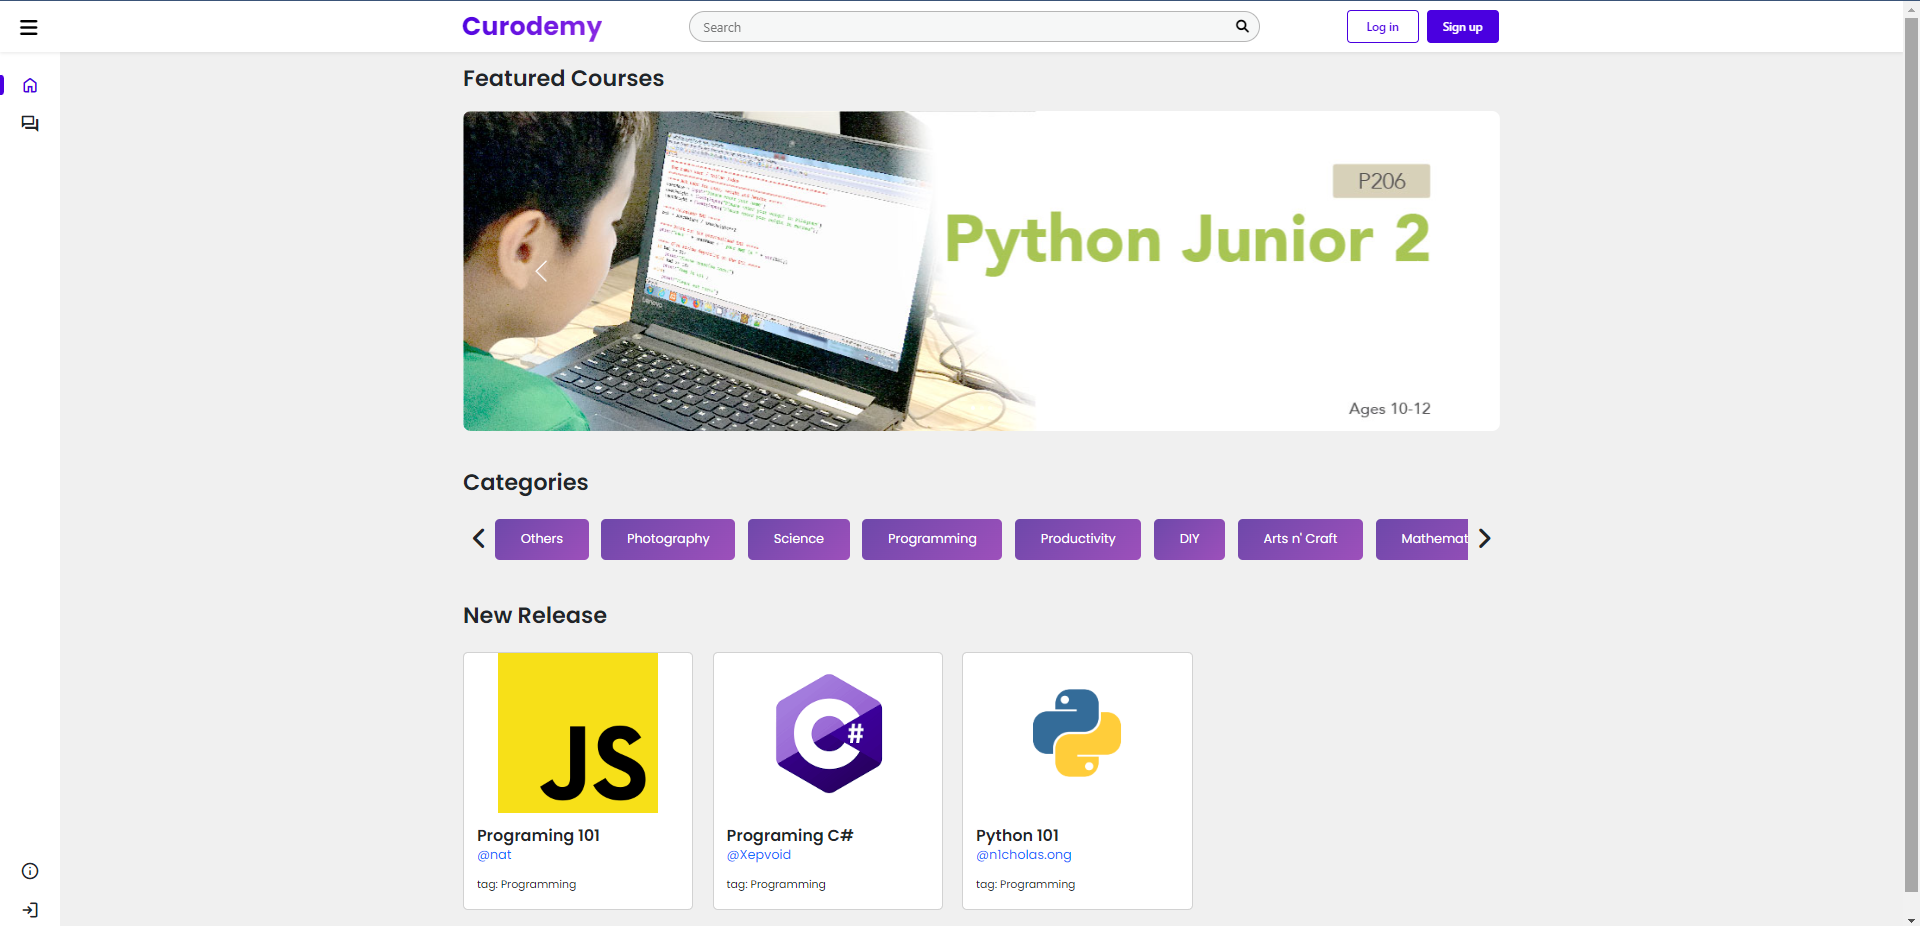 Curodemy
Search
Log in
Sign up
Featured Courses
P206
Python Junior 2
Ages 10-12
Categories
Others
Photography
Science
Programming
Productivity
DIY
Arts n' Craft
Mathemat
New Release
JS
C#
Programing 101
@nat
tag: Programming
Programing C#
@Xepvoid
tag: Programming
Python 101
@n1cholas.ong
tag: Programming